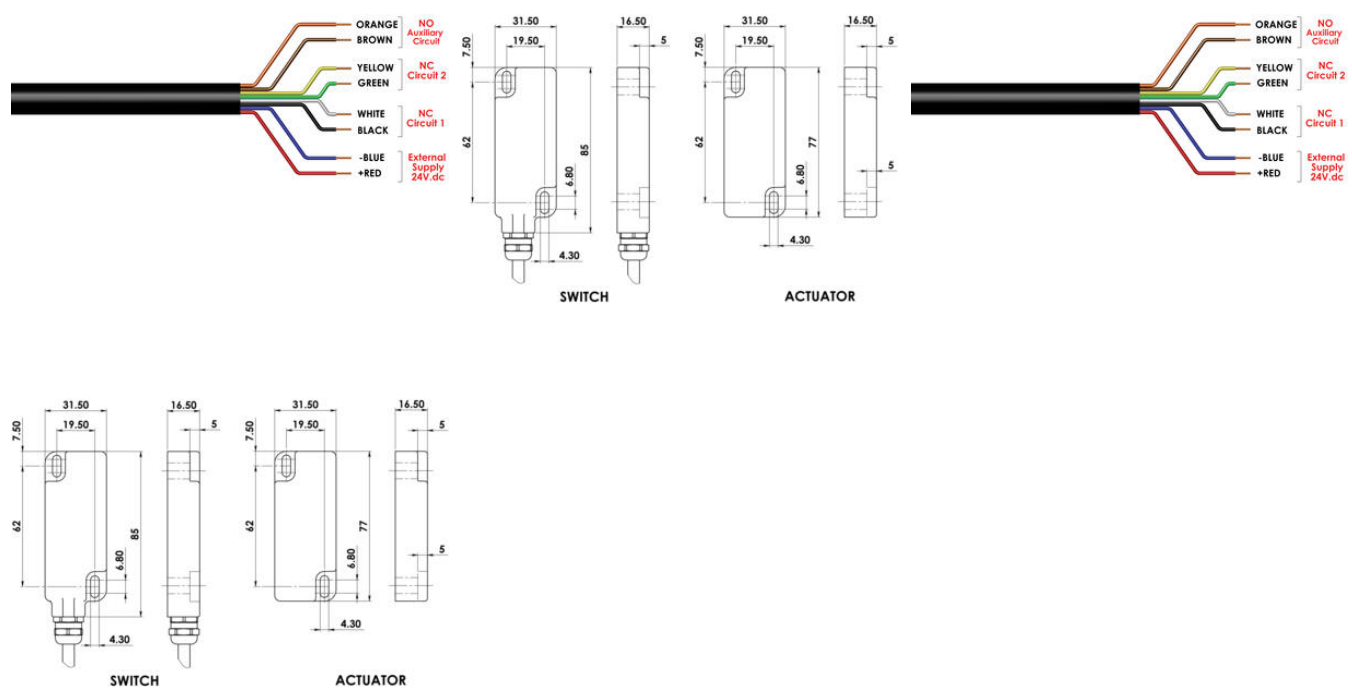 ORANGE NO
Auxiliary
BROWN Circuit
YELLOW NC
Circuit 2
GREEN
WHITE NC
Circuit 1
BLACK
-BLUE External
Supply
+RED 24V.dc
31.50 16.50
19.50 5
7.50
62
85
6.80
4.30
SWITCH
31.50 16.50
19.50 5
7.50
62
77
5
6.80
4.30
ACTUATOR
ORANGE NO
Auxiliary
BROWN Circuit
YELLOW NC
Circuit 2
GREEN
WHITE NC
Circuit 1
BLACK
-BLUE External
Supply
+RED 24V.dc
31.50 16.50
19.50 5
7.50
62
85
6.80
4.30
SWITCH
31.50 16.50
19.50 5
7.50
62
77
5
6.80
4.30
ACTUATOR